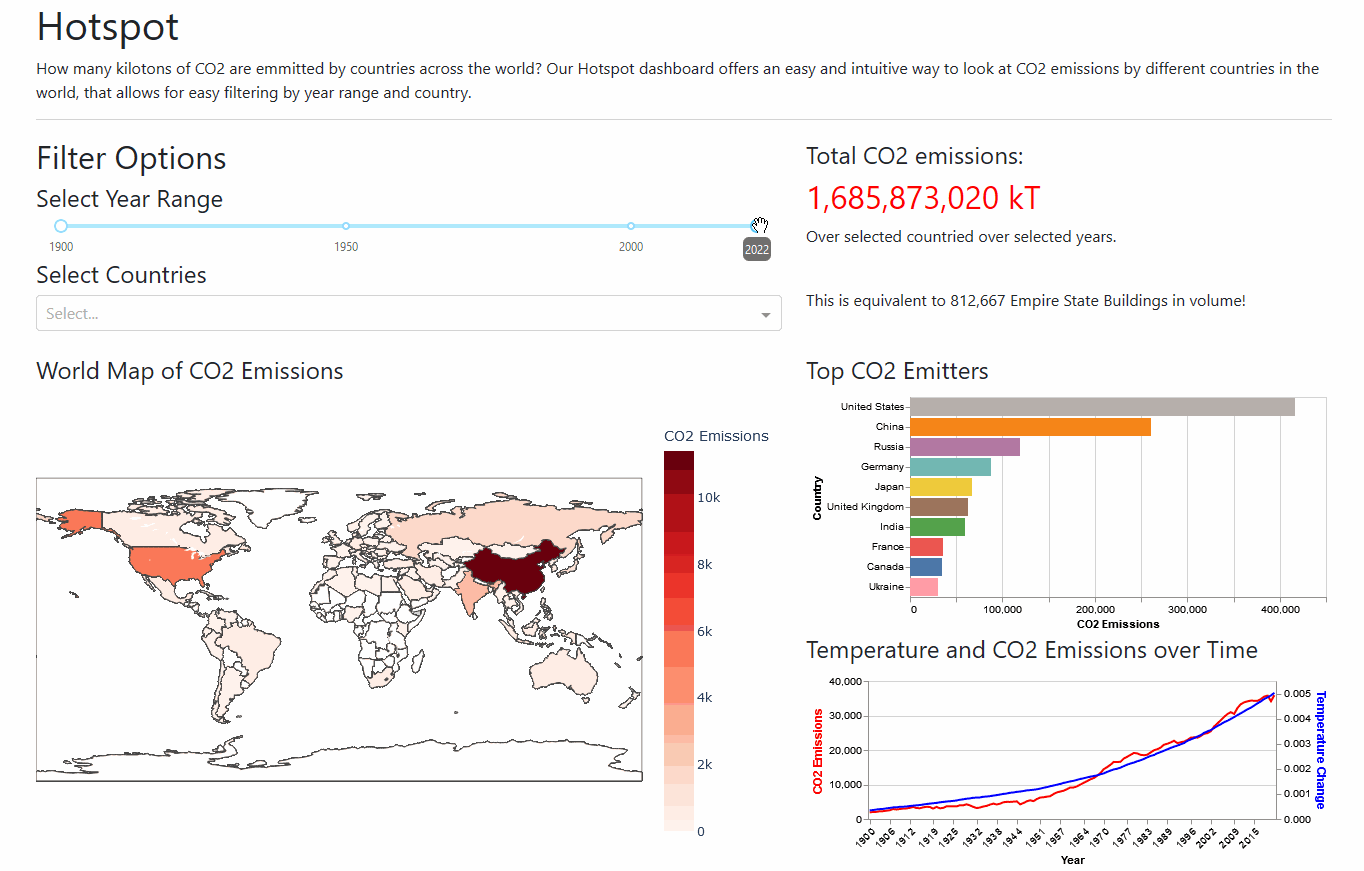 Hotspot
How many kilotons of CO2 are emmitted by countries across the world? Our Hotspot dashboard offers an easy and intuitive way to look at CO2 emissions by different countries in the
world, that allows for easy filtering by year range and country.
Filter Options
Select Year Range
1900 1950 2000
2022
Select Countries
Select...
Total CO2 emissions:
1,685,873,020 kT
Over selected countried over selected years.
This is equivalent to 812,667 Empire State Buildings in volume!
World Map of CO2 Emissions
CO2 Emissions
10k
8k
6k
4k
2k
0
Top CO2 Emitters
Country
United States
China
Russia
Germany
Japan
United Kingdom
India
France
Canada
Ukraine
0 100,000 200,000 300,000 400,000
CO2 Emissions
Temperature and CO2 Emissions over Time
CO2 Emissions
40,000
30,000
20,000
10,000
0
0.005
0.004
0.003
0.002
0.001
0.000
Temperature Change
1900 1906 1912 1919 1926 1932 1938 1944 1951 1957 1964 1970 1977 1983 1989 1996 2002 2009 2015
Year